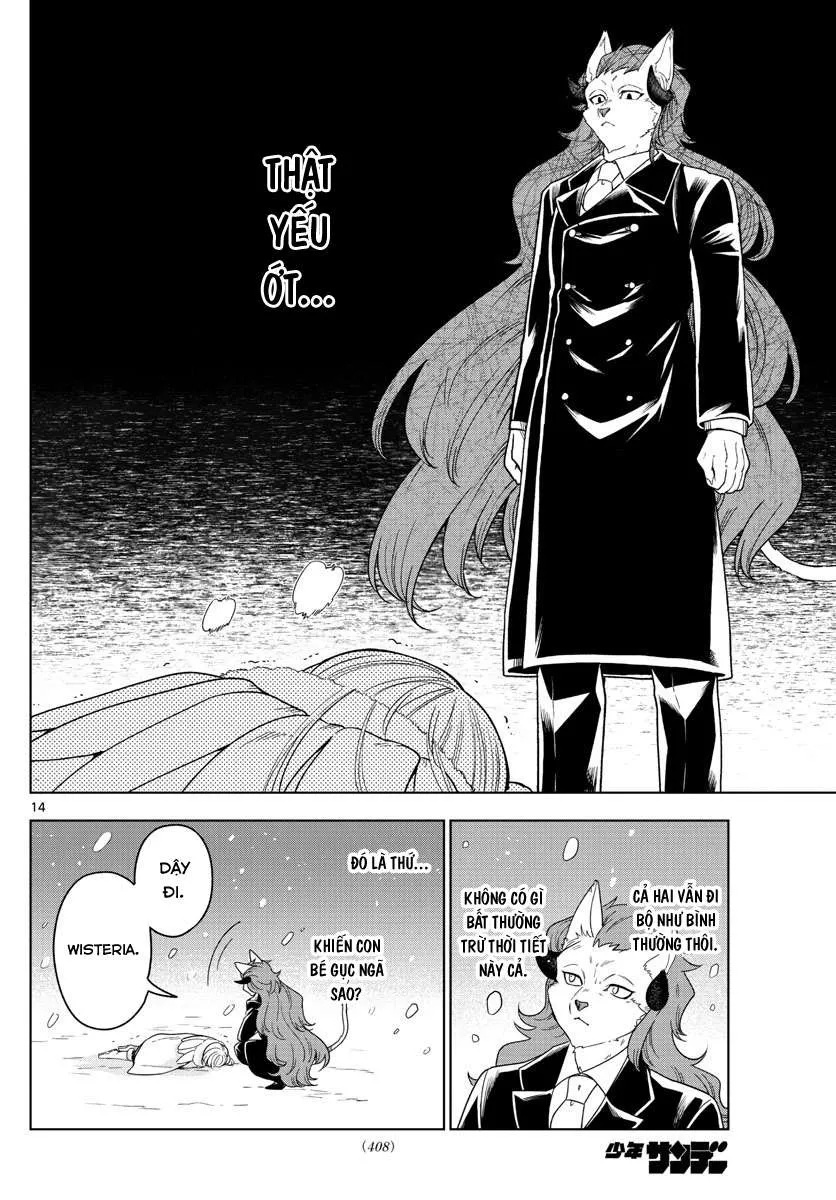 THẬT
YẾU
ỚT...
14
CẢ HAI VẪN ĐI
BỘ NHƯ BÌNH
THƯỜNG THÔI.
KHÔNG CÓ GÌ
BẤT THƯỜNG
TRỪ THỜI TIẾT
NÀY CẢ.
ĐÓ LÀ THỨ...
KHIẾN CON
BÉ GỤC NGÃ
SAO?
DẬY
ĐI.
WISTERIA.
(408)
少年サンデー